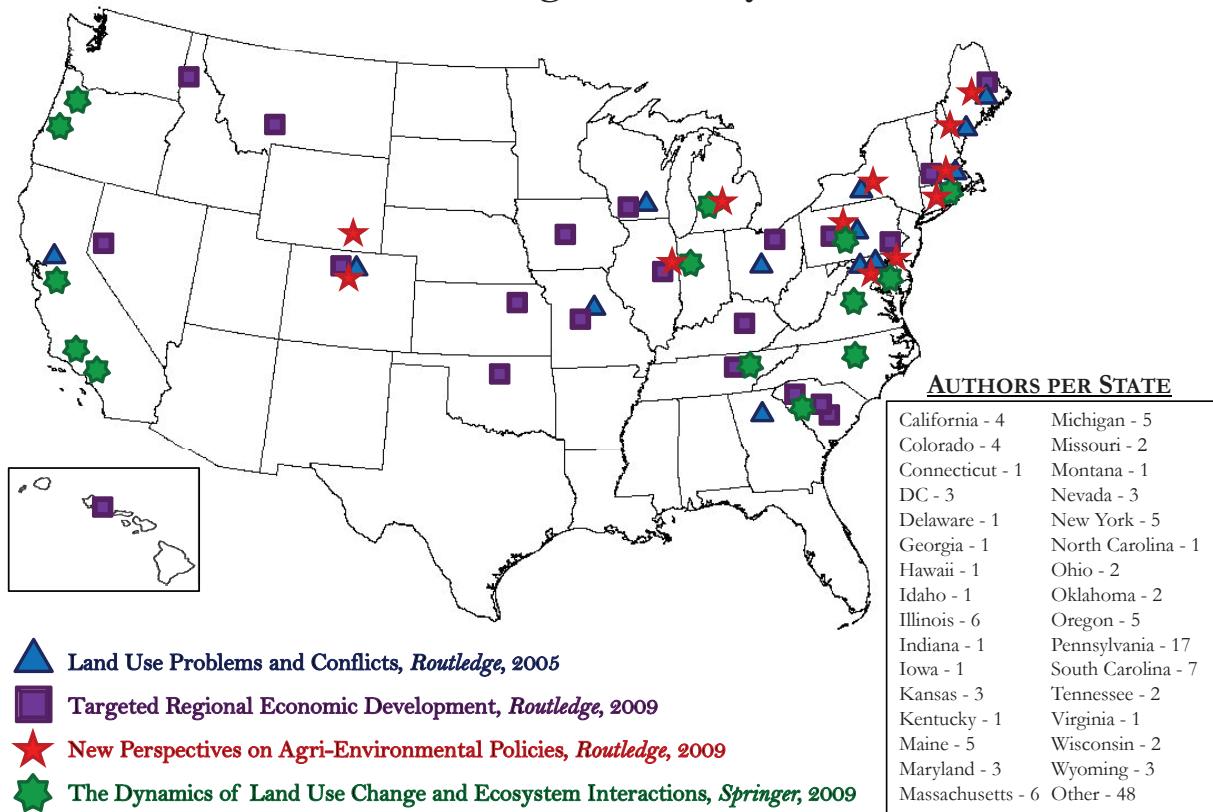 Land Use Problems and Conflicts, Routledge, 2005
Targeted Regional Economic Development, Routledge, 2009
New Perspectives on Agri-Environmental Policies, Routledge, 2009
The Dynamics of Land Use Change and Ecosystem Interactions, Springer, 2009
AUTHORS PER STATE
California - 4
Colorado - 4
Connecticut - 1
DC - 3
Delaware - 1
Georgia - 1
Hawaii - 1
Idaho - 1
Illinois - 6
Indiana - 1
Iowa - 1
Kansas - 3
Kentucky - 1
Maine - 5
Maryland - 3
Massachusetts - 6
Michigan - 5
Missouri - 2
Montana - 1
Nevada - 3
New York - 5
North Carolina - 1
Ohio - 2
Oklahoma - 2
Oregon - 5
Pennsylvania - 17
South Carolina - 7
Tennessee - 2
Virginia - 1
Wisconsin - 2
Wyoming - 3
Other - 48